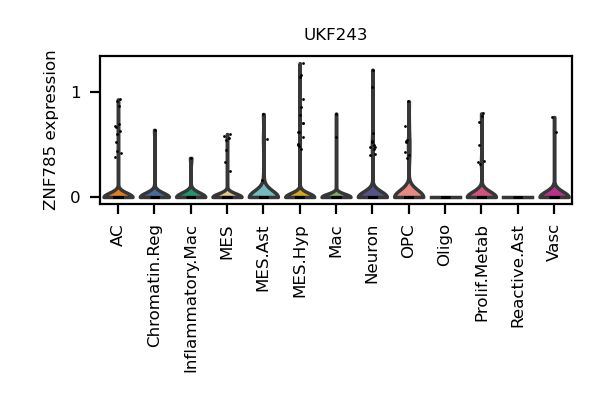 UKF243
ZNF785 expression
1
0
AC
Chromatin.Reg
Inflammatory.Mac
MES
MES.Ast
MES.Hyp
Mac
Neuron
OPC
Oligo
Prolif.Metab
Reactive.Ast
Vasc